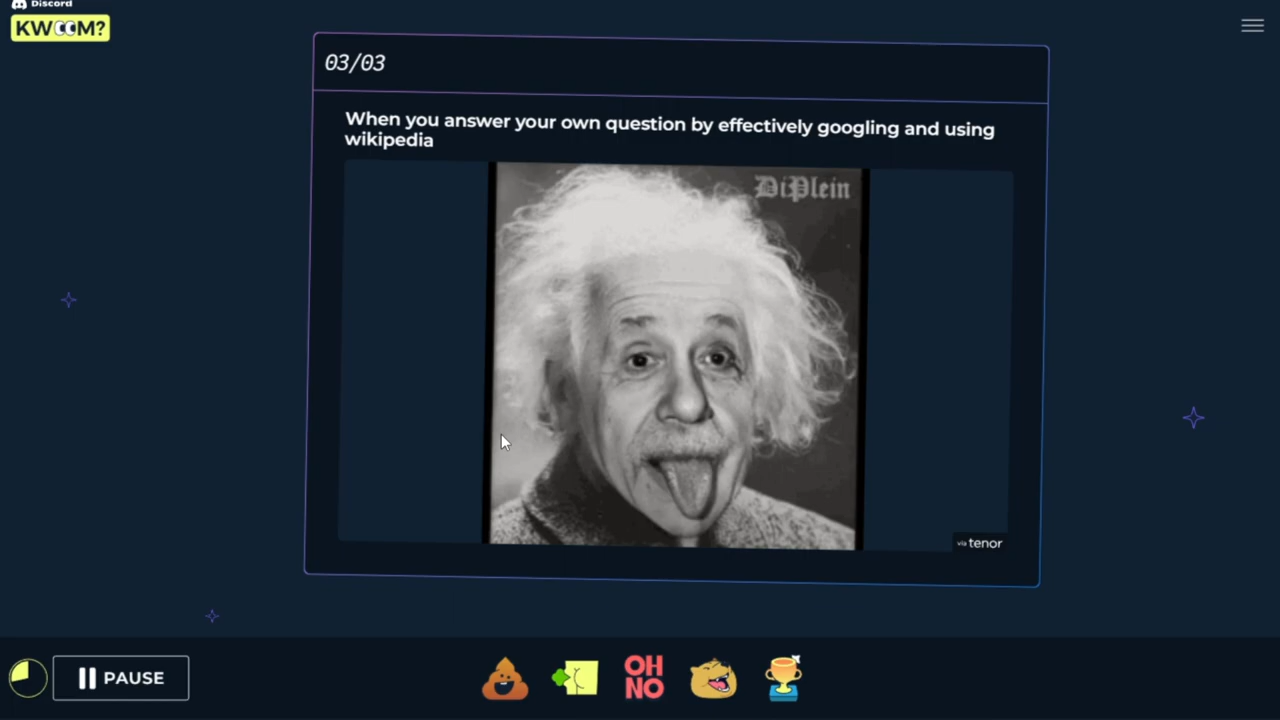 Discord
KWOOM?
03/03
When you answer your own question by effectively googling and using
wikipedia
DiPlein
via tenor
PAUSE
OH
NO